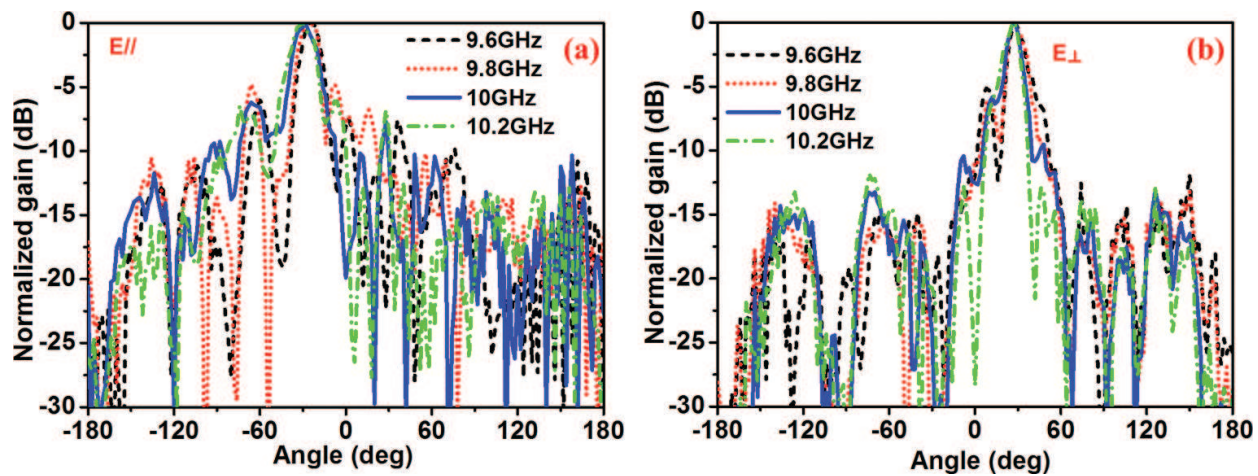 Normalized gain (dB)
0
-5
-10
-15
-20
-25
-30
E//
(a)
9.6GHz
9.8GHz
10GHz
10.2GHz
-180 -120 -60 0 60 120 180
Angle (deg)
Normalized gain (dB)
0
-5
-10
-15
-20
-25
-30
E⊥
(b)
9.6GHz
9.8GHz
10GHz
10.2GHz
-180 -120 -60 0 60 120 180
Angle (deg)